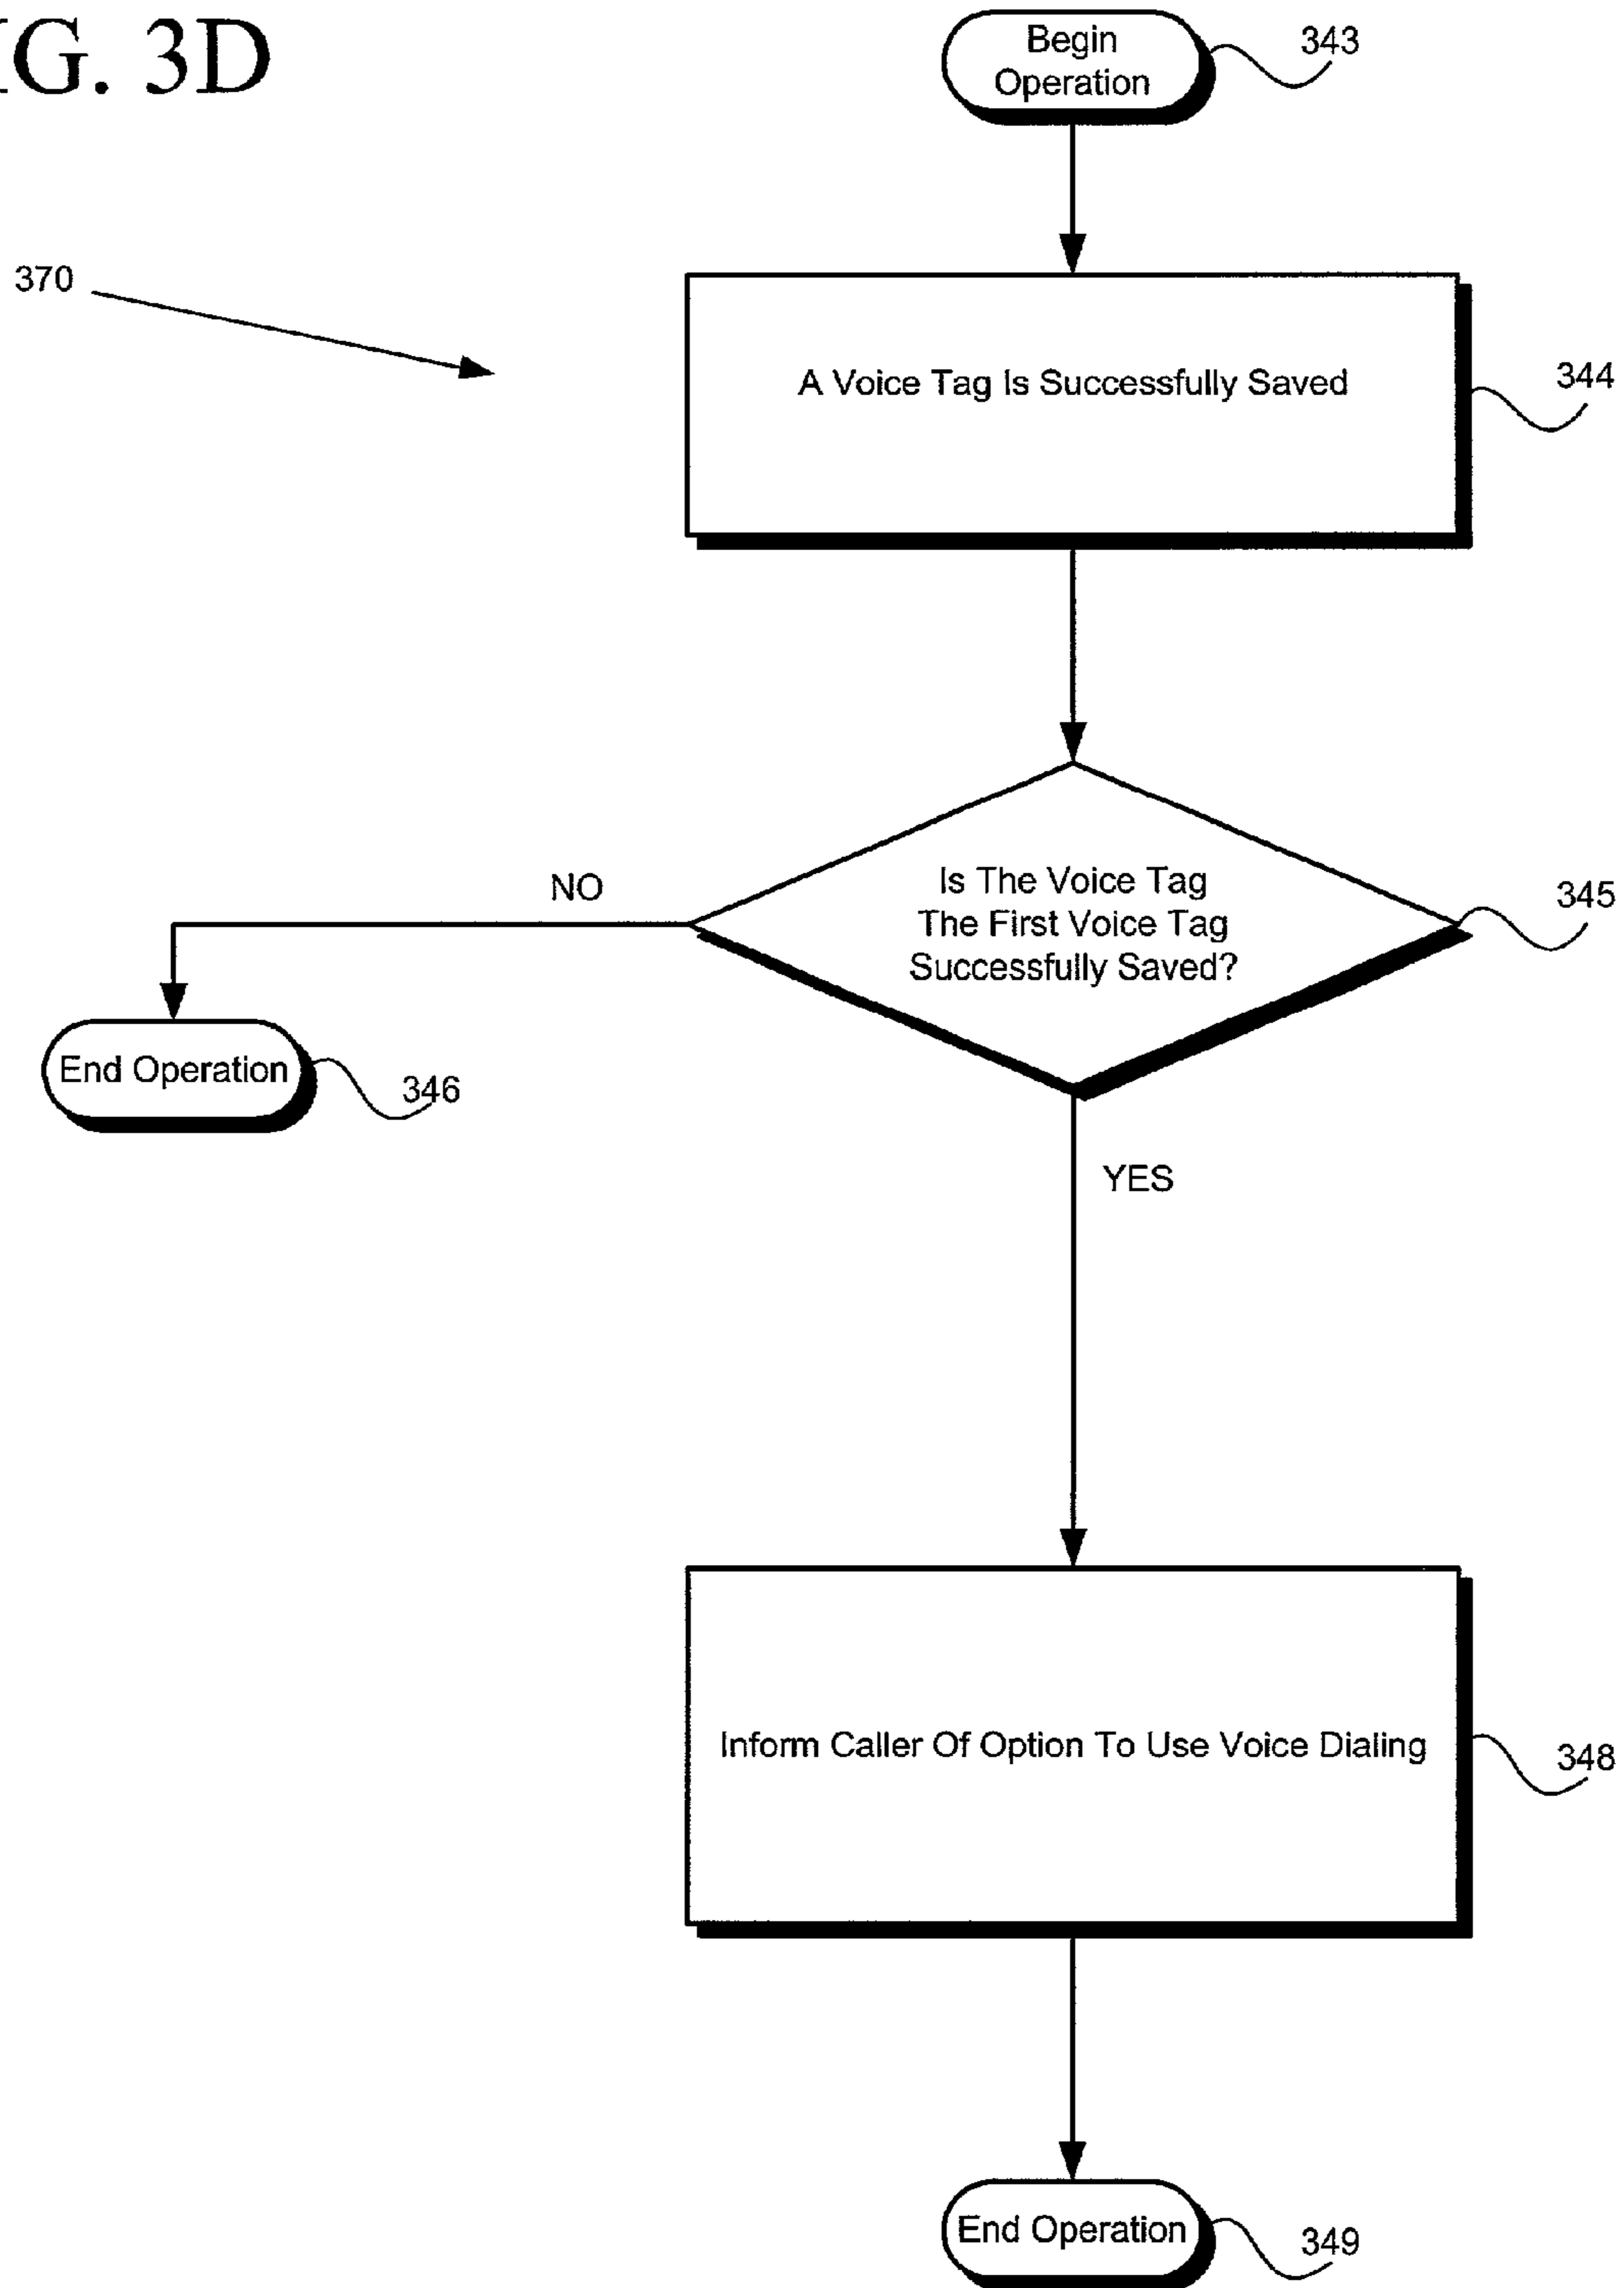 G. 3D
Begin
Operation
343
370
A Voice Tag Is Successfully Saved
344
Is The Voice Tag
The First Voice Tag
Successfully Saved?
345
NO
End Operation
346
YES
Inform Caller Of Option To Use Voice Dialing
348
End Operation
349